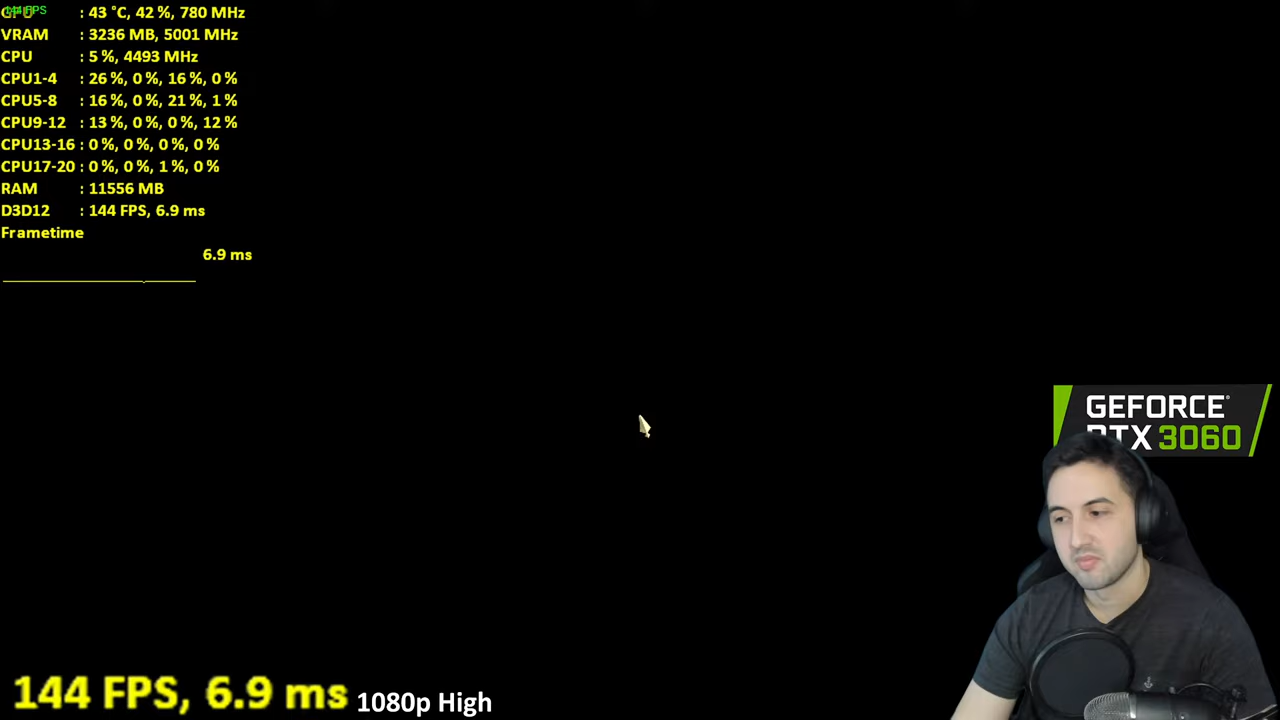 144 FPS
GPU : 43 °C, 42 %, 780 MHz
VRAM : 3236 MB, 5001 MHz
CPU : 5 %, 4493 MHz
CPU1-4 : 26 %, 0 %, 16 %, 0 %
CPU5-8 : 16 %, 0 %, 21 %, 1 %
CPU9-12 : 13 %, 0 %, 0 %, 12 %
CPU13-16 : 0 %, 0 %, 0 %, 0 %
CPU17-20 : 0 %, 0 %, 1 %, 0 %
RAM : 11556 MB
D3D12 : 144 FPS, 6.9 ms
Frametime
6.9 ms
GEFORCE®
RTX 3060
144 FPS, 6.9 ms 1080p High